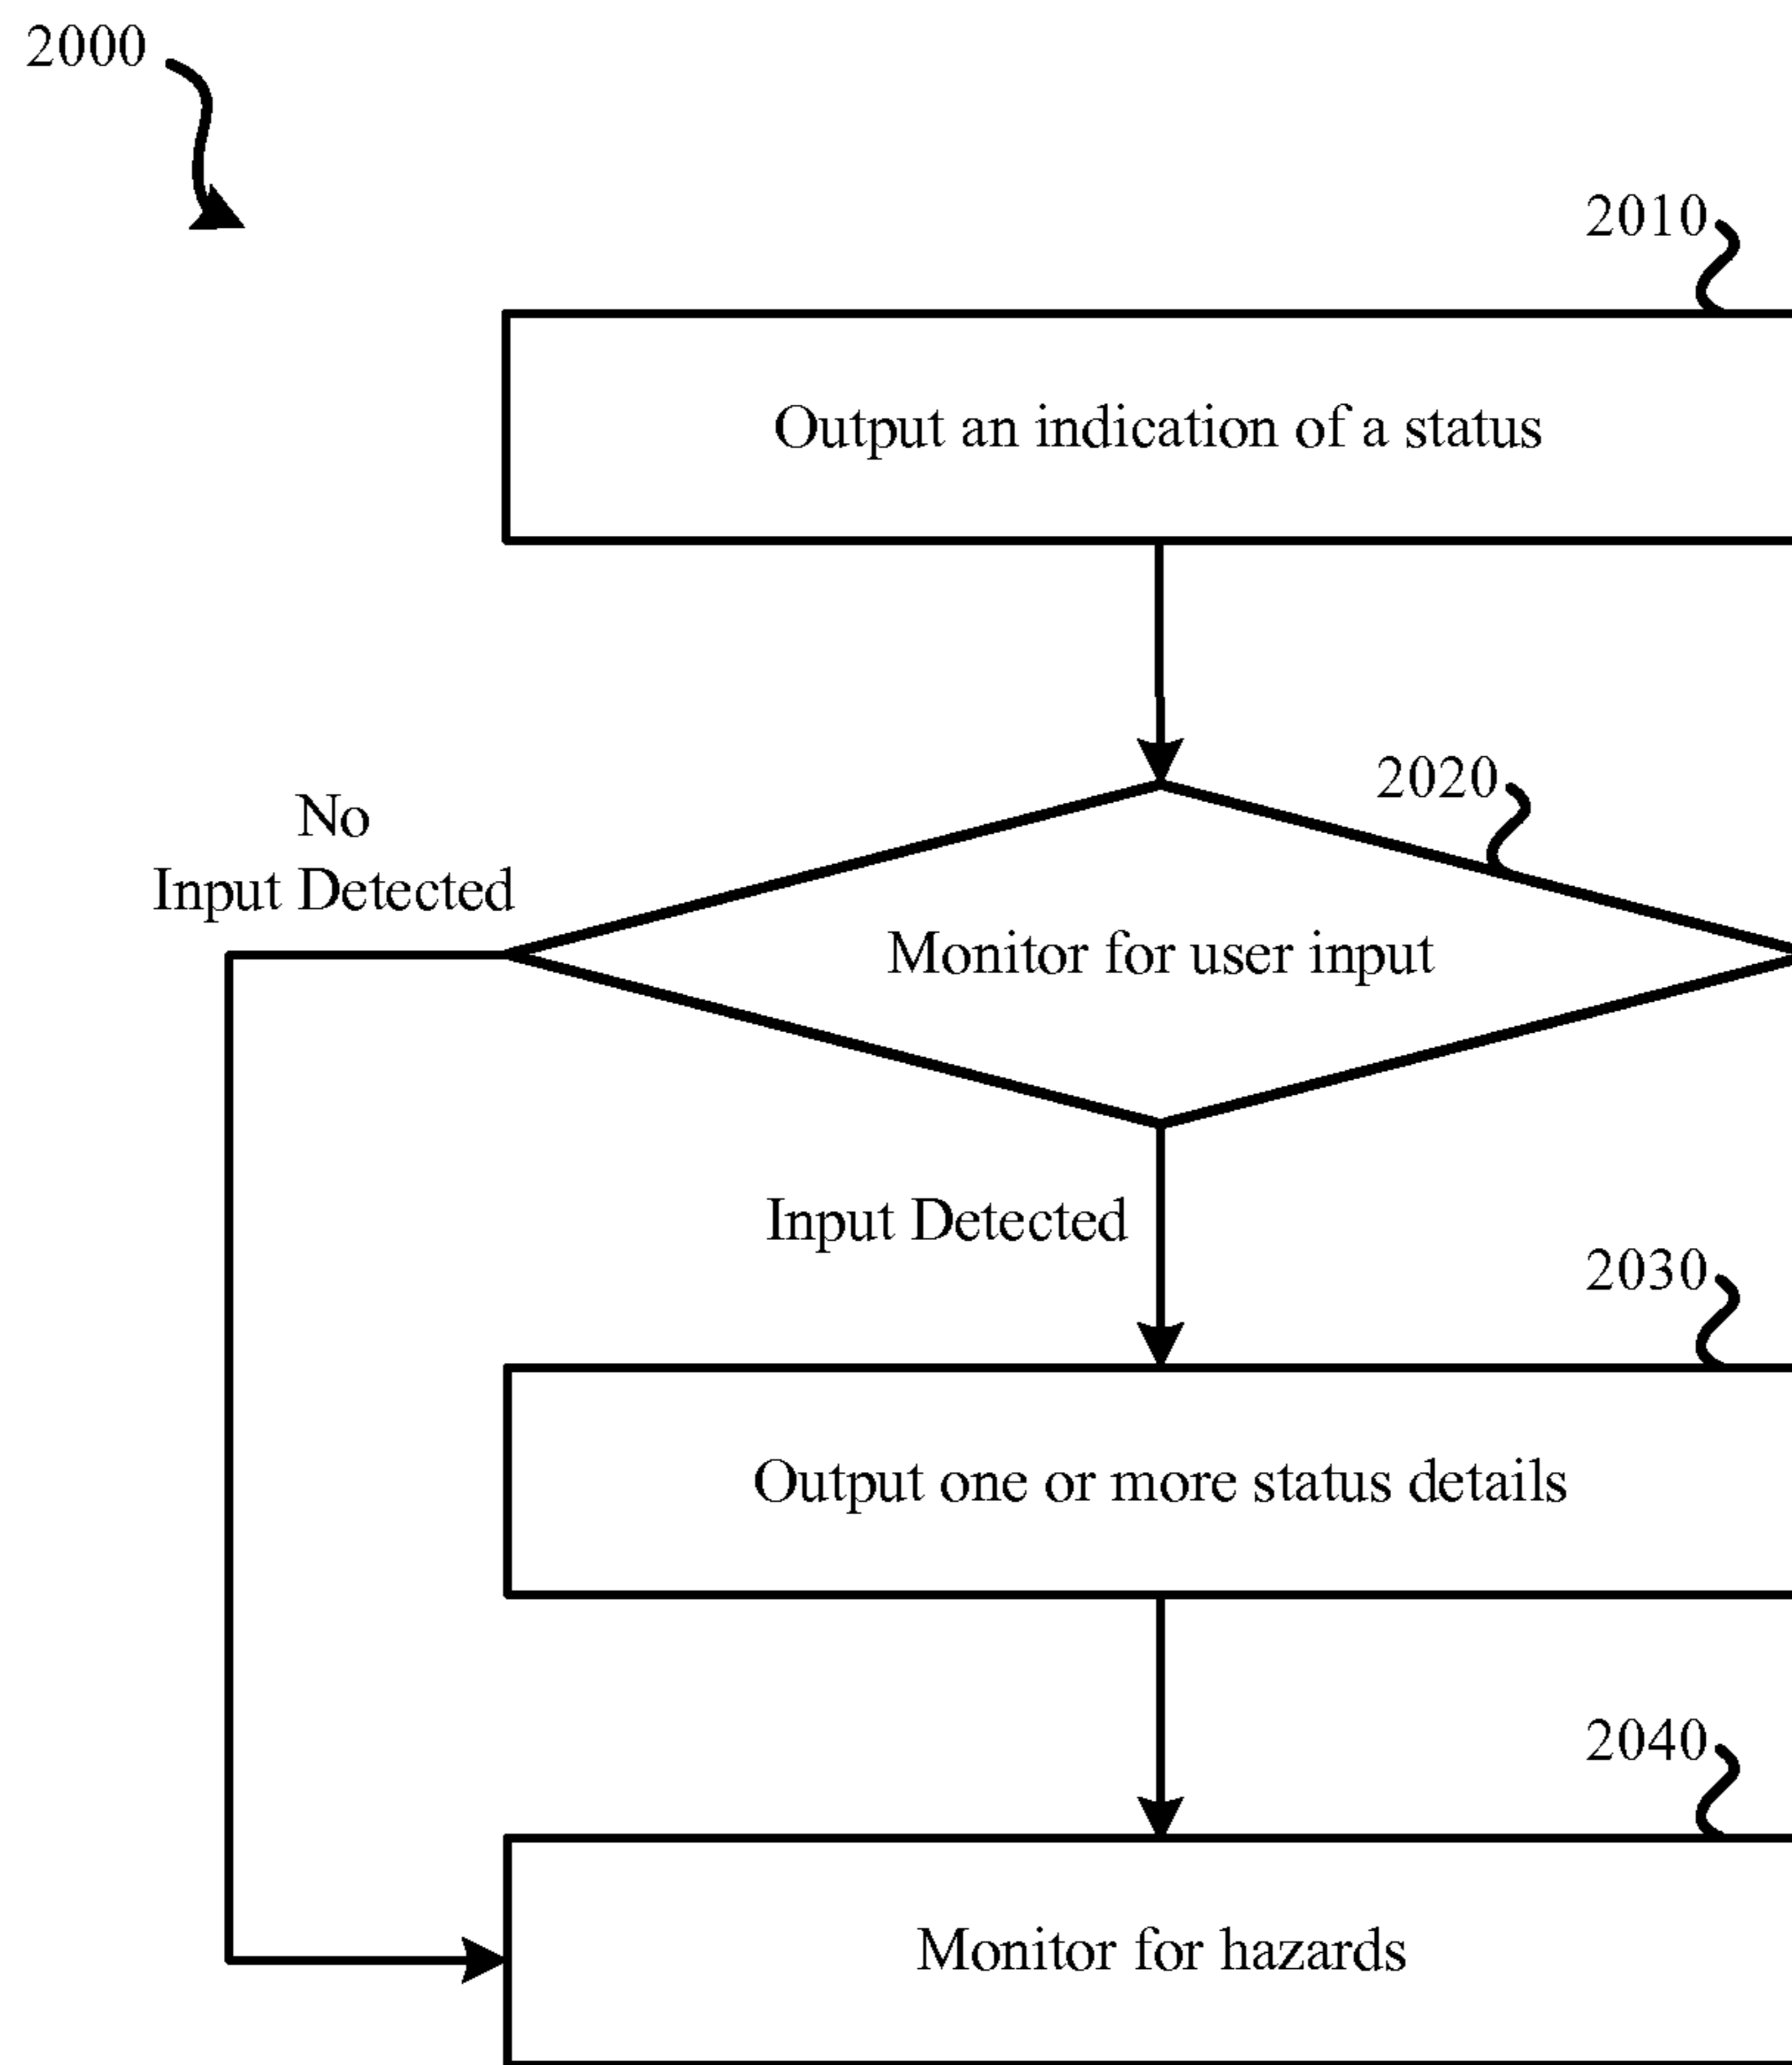 2000
2010
Output an indication of a status
2020
No
Input Detected
Monitor for user input
Input Detected
2030
Output one or more status details
2040
Monitor for hazards